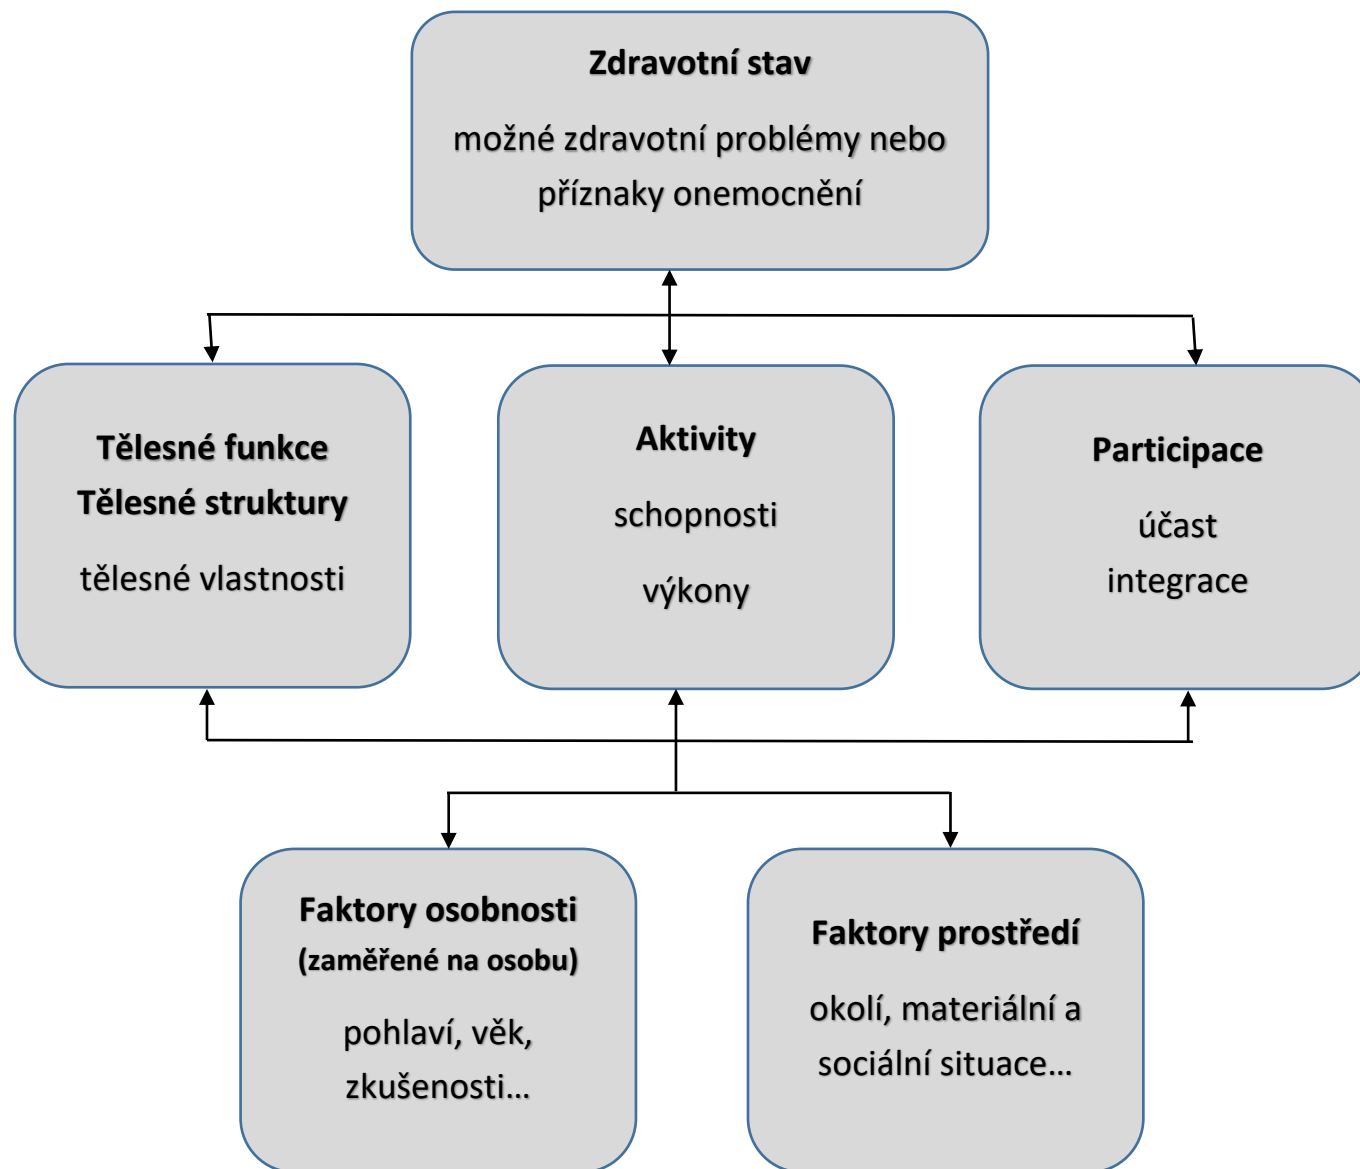 Zdravotní stav
možné zdravotní problémy nebo
příznaky onemocnění
Tělesné funkce
Tělesné struktury
tělesné vlastnosti
Aktivity
schopnosti
výkony
Participace
účast
integrace
Faktory osobnosti
(zaměřené na osobu)
pohlaví, věk,
zkušenosti…
Faktory prostředí
okolí, materiální a
sociální situace…